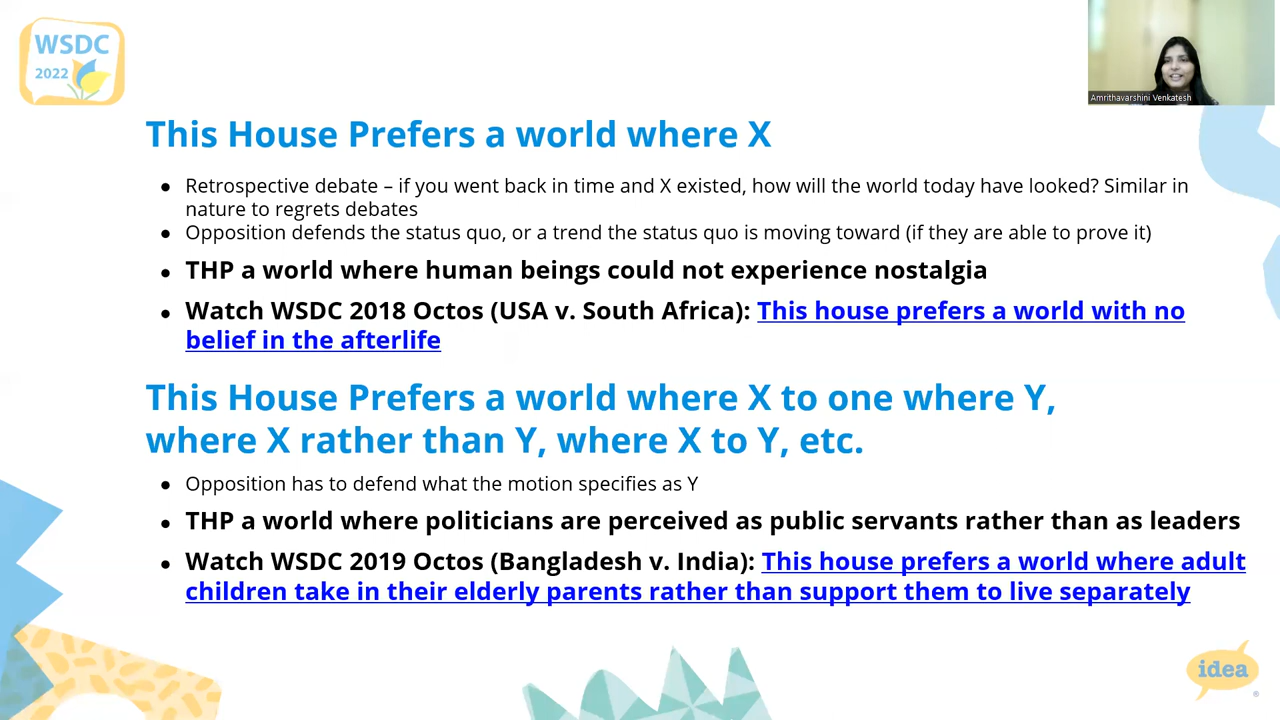 WSDC
2022
Amrithavarshini Venkatesh
This House Prefers a world where X
● Retrospective debate – if you went back in time and X existed, how will the world today have looked? Similar in
nature to regrets debates
● Opposition defends the status quo, or a trend the status quo is moving toward (if they are able to prove it)
● THP a world where human beings could not experience nostalgia
● Watch WSDC 2018 Octos (USA v. South Africa): This house prefers a world with no
belief in the afterlife
This House Prefers a world where X to one where Y,
where X rather than Y, where X to Y, etc.
● Opposition has to defend what the motion specifies as Y
● THP a world where politicians are perceived as public servants rather than as leaders
● Watch WSDC 2019 Octos (Bangladesh v. India): This house prefers a world where adult
children take in their elderly parents rather than support them to live separately
idea
®